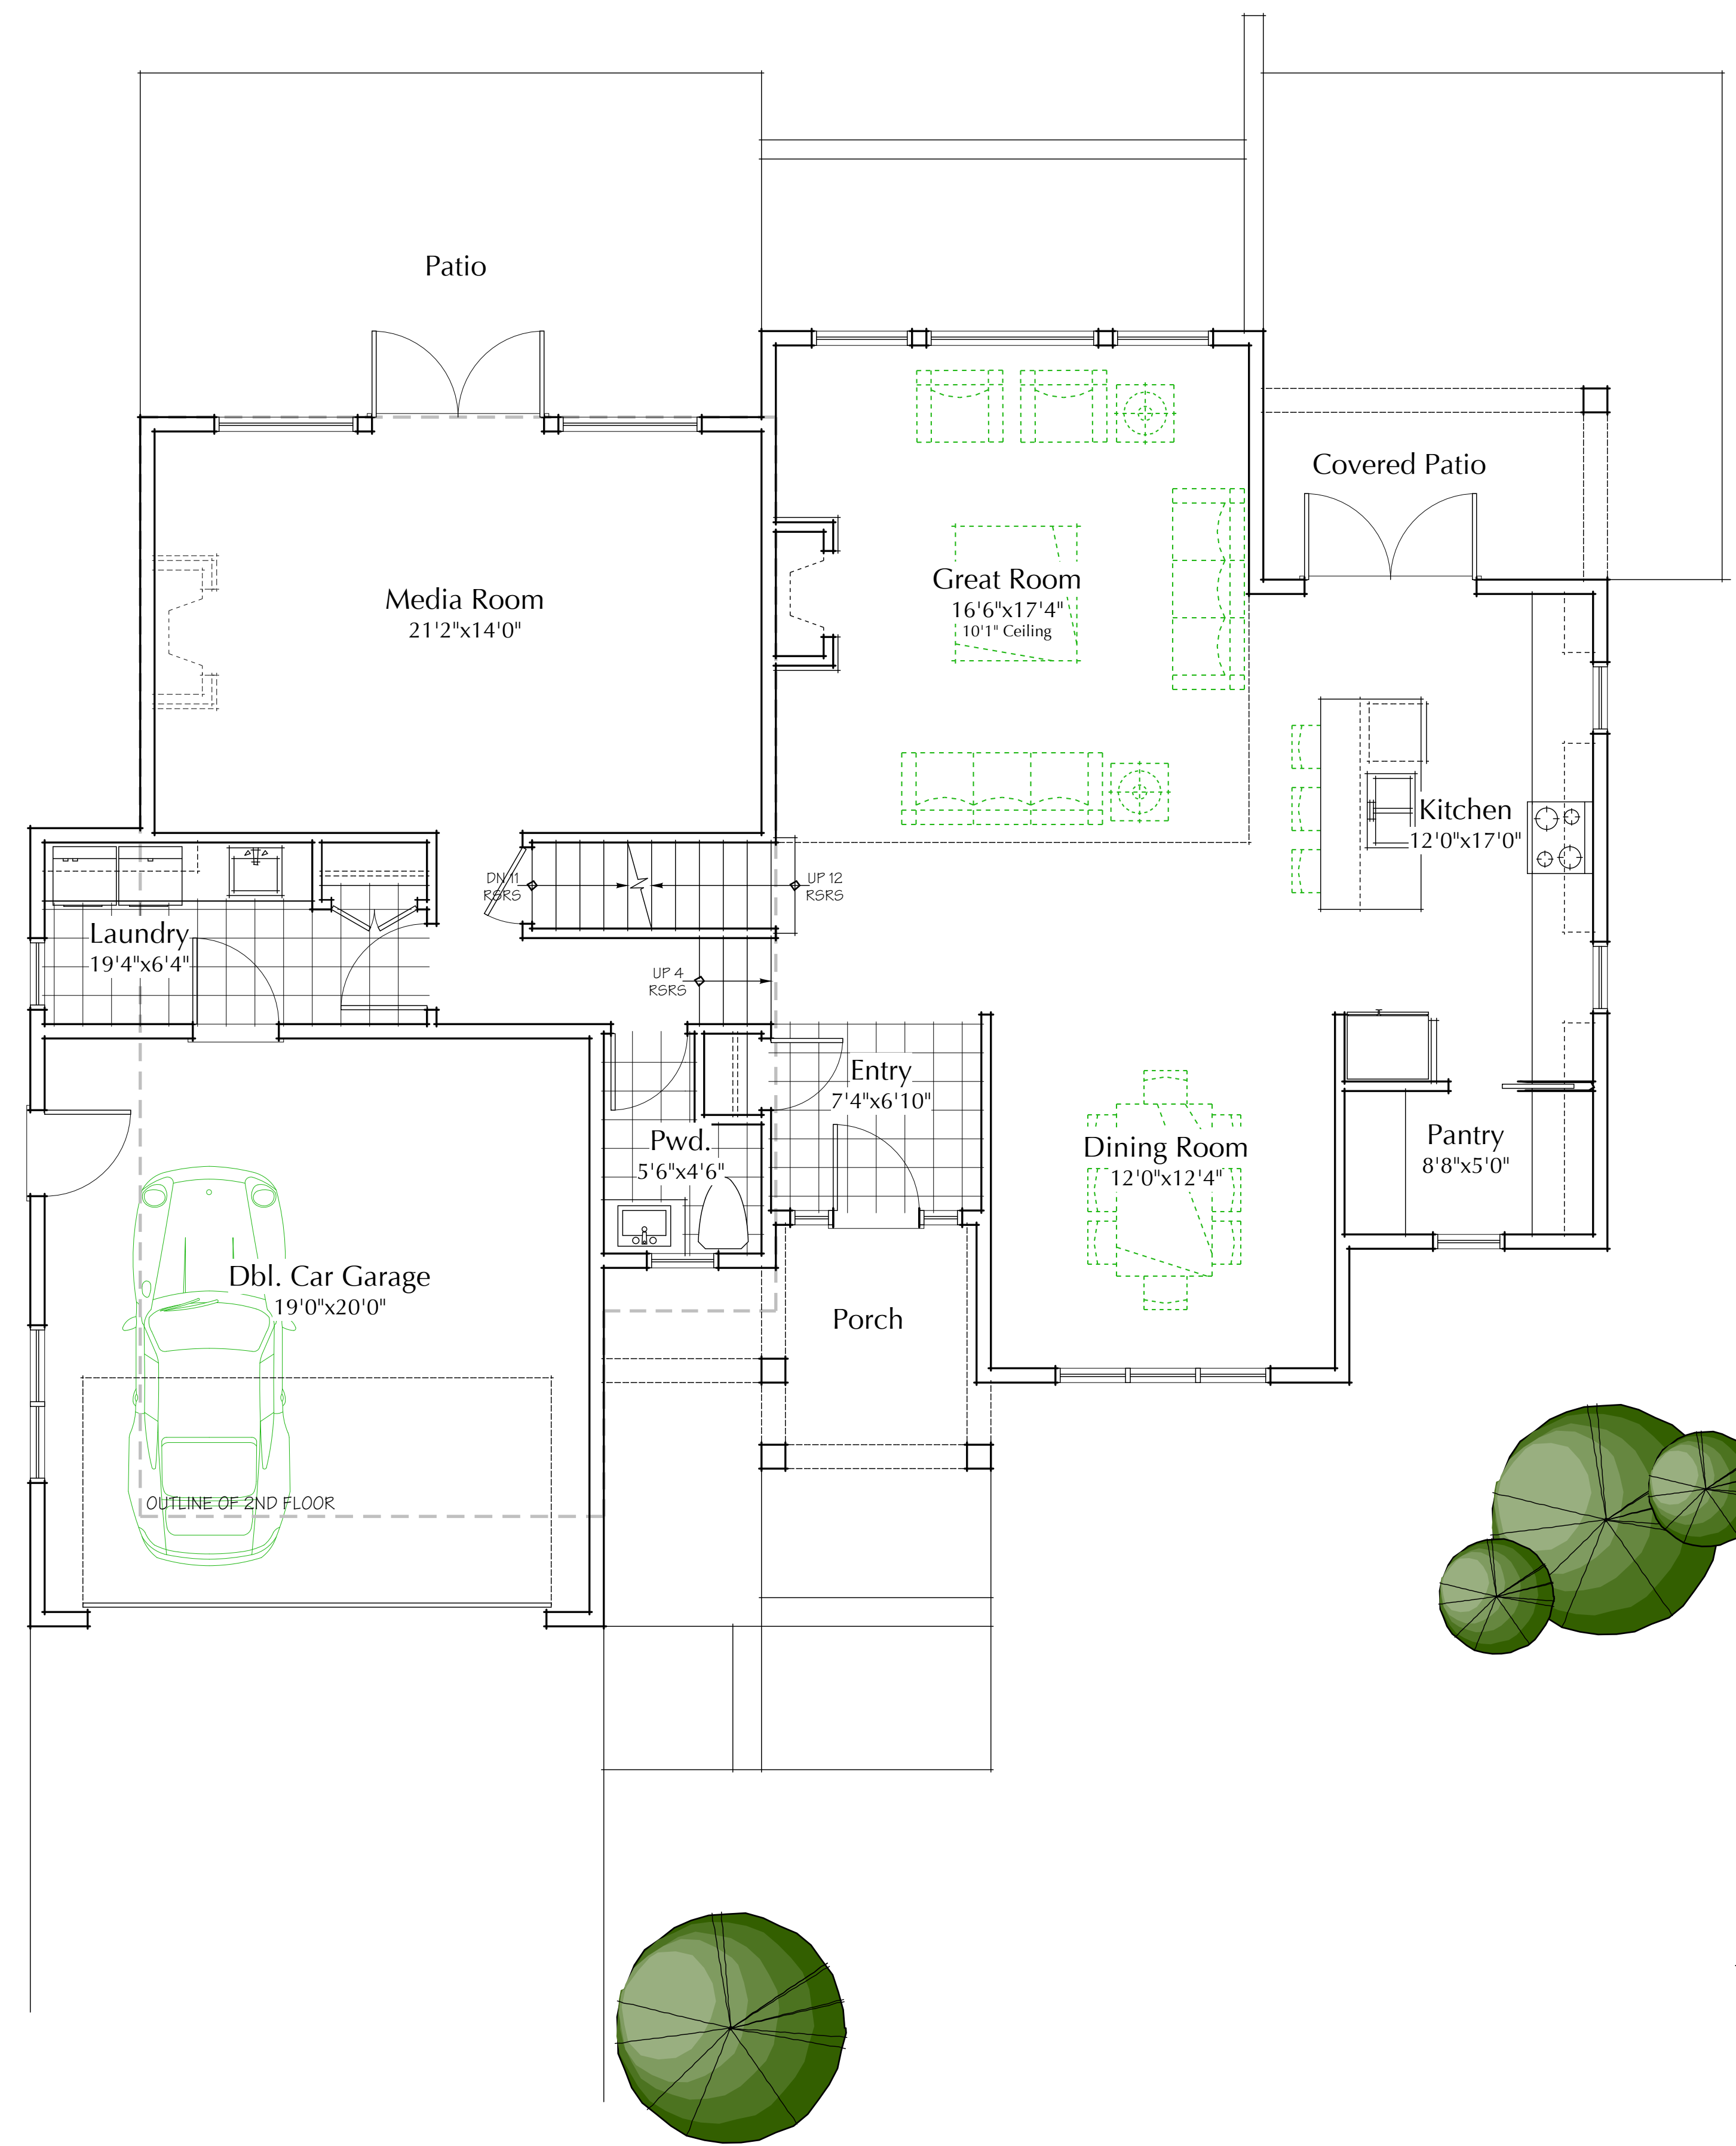 Patio
Covered Patio
Great Room
16'6"x17'4"
10'1" Ceiling
Media Room
21'2"x14'0"
Kitchen
12'0"x17'0"
DN 11
RSRS
UP 12
RSRS
Laundry
19'4"x6'4"
UP 4
RSRS
Entry
7'4"x6'10"
Pwd.
5'6"x4'6"
Dining Room
12'0"x12'4"
Pantry
8'8"x5'0"
Dbl. Car Garage
19'0"x20'0"
Porch
OUTLINE OF 2ND FLOOR